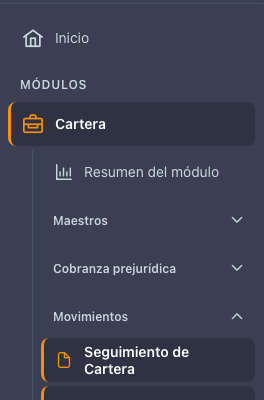 Inicio
MÓDULOS
Cartera
Resumen del módulo
Maestros
Cobranza prejurídica
Movimientos
Seguimiento de
Cartera